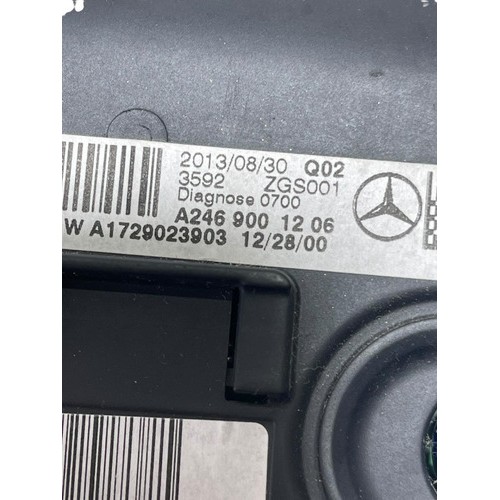 2013/08/30 Q02
3592 ZGS001
Diagnose 0700
A246 900 12 06
W A1729023903 12/28/00